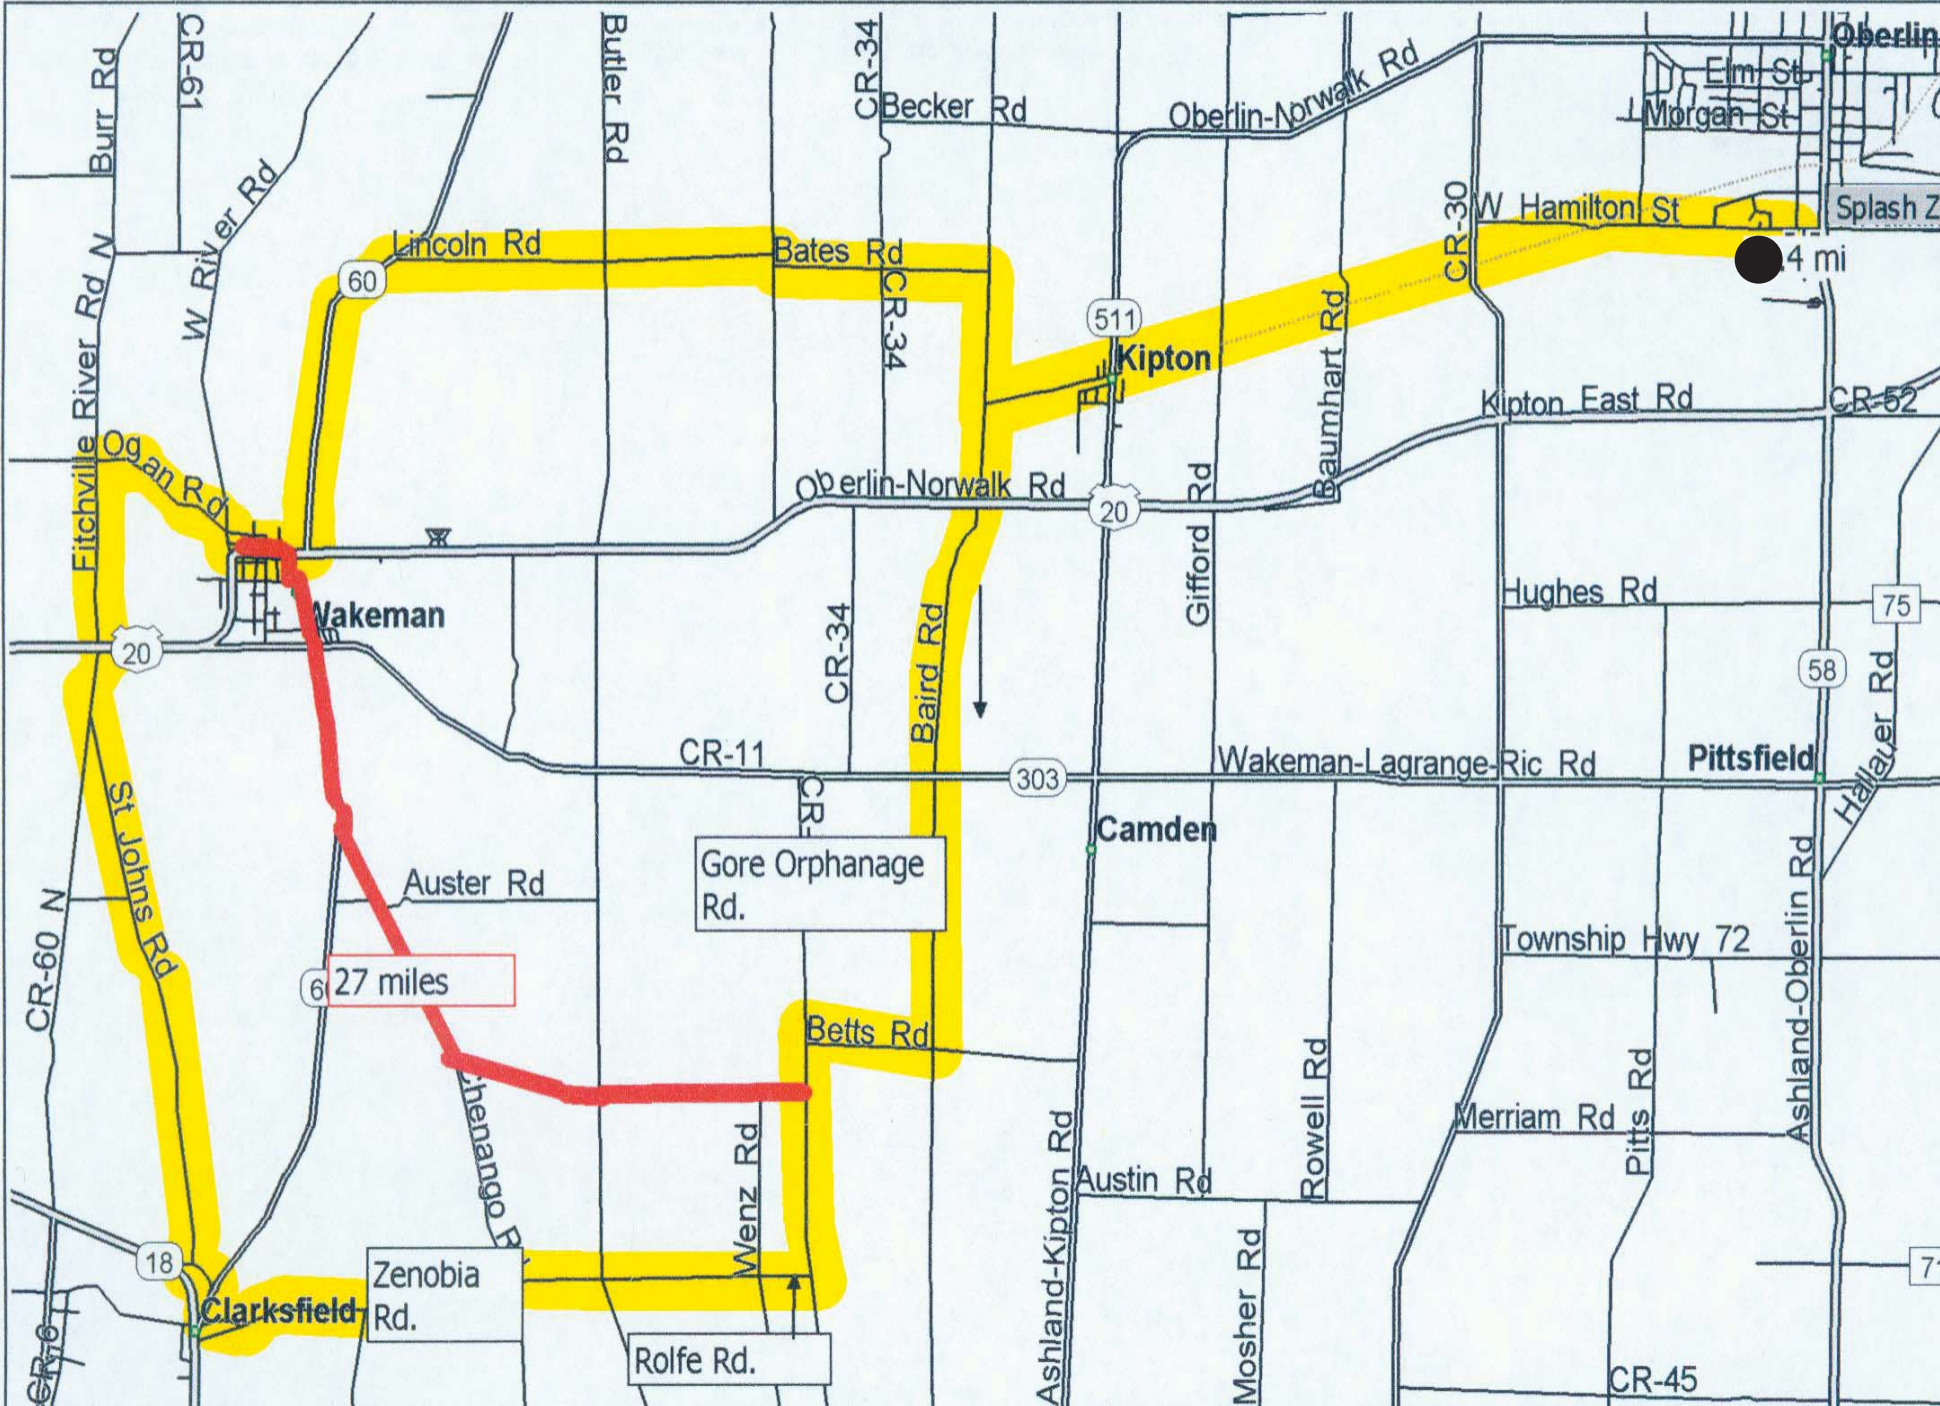 Burr Rd
CR-61
Butler Rd
CR-34
Becker Rd
Oberlin-Norwalk Rd
Oberlin
Elm St
Morgan St
W River Rd
Lincoln Rd
Bates Rd
CR-30
W Hamilton St
Splash Z
4 mi
60
CR-34
511
Kipton
Baumhart Rd
Fitchville River Rd N
Ogan Rd
Kipton East Rd
CR-52
Oberlin-Norwalk Rd
20
Gifford Rd
Wakeman
20
CR-34
Baird Rd
Hughes Rd
75
58
Hallauer Rd
CR-11
303
Wakeman-Lagrange-Ric Rd
Pittsfield
St Johns Rd
CR-
Camden
Gore Orphanage
Rd.
Auster Rd
CR-60 N
27 miles
Township Hwy 72
Ashland-Oberlin Rd
Betts Rd
Chenango R
Wenz Rd
Ashland-Kipton Rd
Rowell Rd
Merriam Rd
Pitts Rd
Austin Rd
18
Zenobia
Rd.
Clarksfield
Mosher Rd
71
Rolfe Rd.
CR-6
CR-45